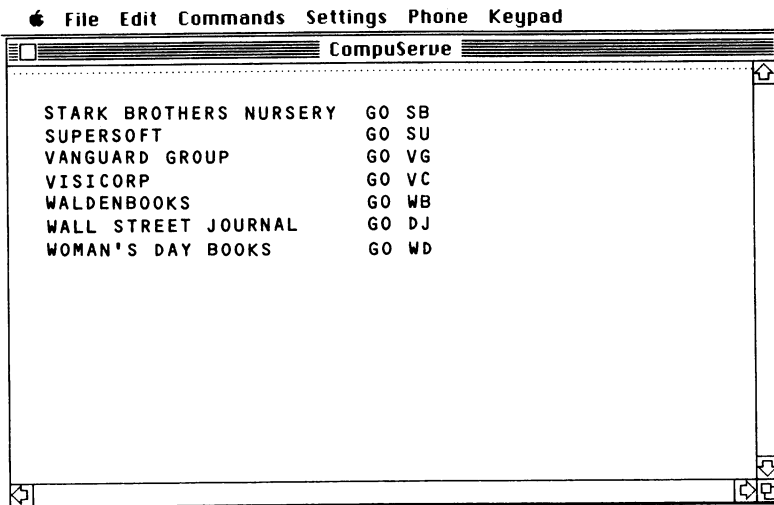 File Edit Commands Settings Phone Keypad
CompuServe
STARK BROTHERS NURSERY GO SB
SUPERSOFT GO SU
VANGUARD GROUP GO VG
VISICORP GO VC
WALDENBOOKS GO WB
WALL STREET JOURNAL GO DJ
WOMAN'S DAY BOOKS GO WD